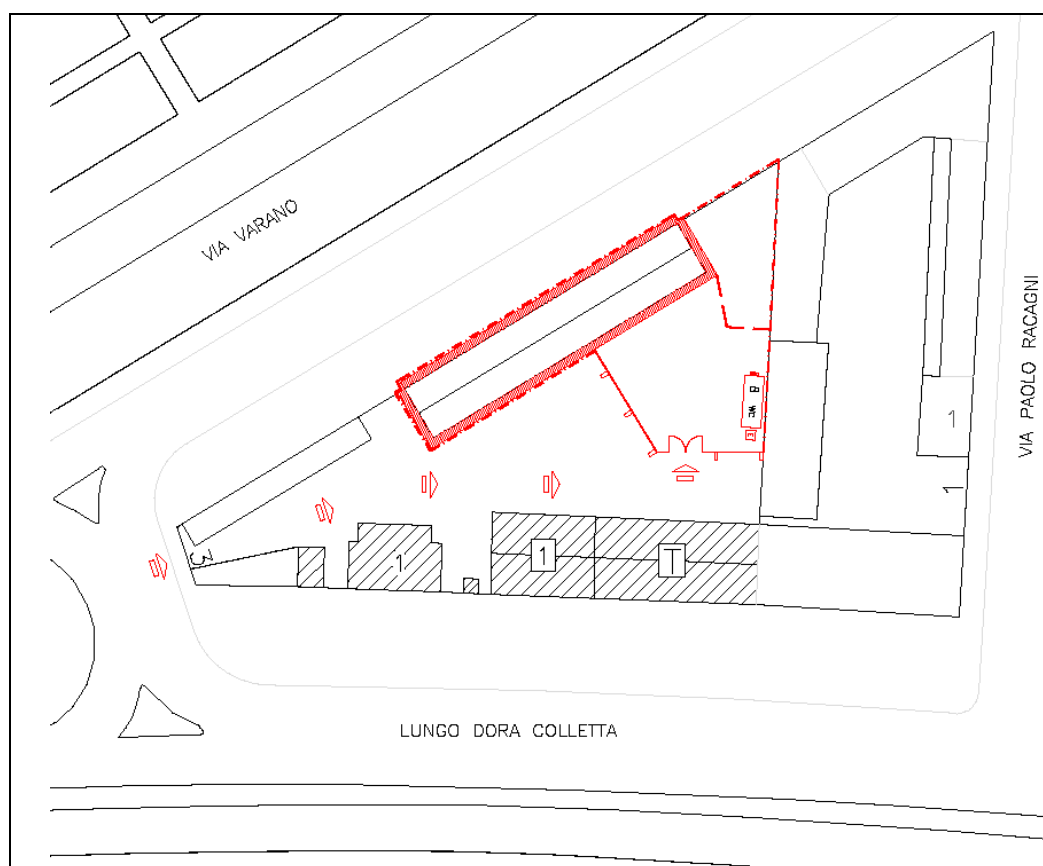 VIA VARANO
VIA PAOLO RACAGNI
B
WC
E
1
1
3
1
1
T
LUNGO DORA COLLETTA